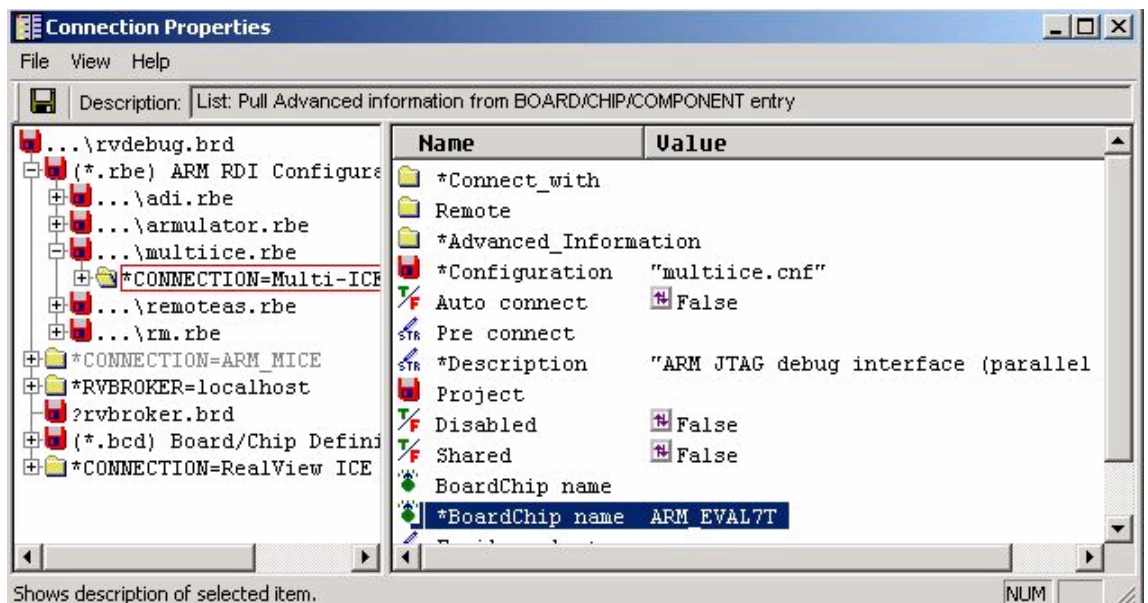 Connection Properties
File View Help
Description: List: Pull Advanced information from BOARD/CHIP/COMPONENT entry
...\rvdebug.brd
(*.rbe) ARM RDI Configura
...\adi.rbe
...\armulator.rbe
...\multiice.rbe
*CONNECTION=Multi-ICE
...\remoteas.rbe
...\rm.rbe
*CONNECTION=ARM_MICE
*RVBROKER=localhost
?rvbroker.brd
(*.bcd) Board/Chip Defini
*CONNECTION=RealView ICE
Name Value
*Connect_with
Remote
*Advanced_Information
*Configuration "multiice.cnf"
T/F Auto connect False
STR Pre connect
STR *Description "ARM JTAG debug interface (parallel
Project
T/F Disabled False
T/F Shared False
BoardChip name
*BoardChip name ARM_EVAL7T
Shows description of selected item.
NUM